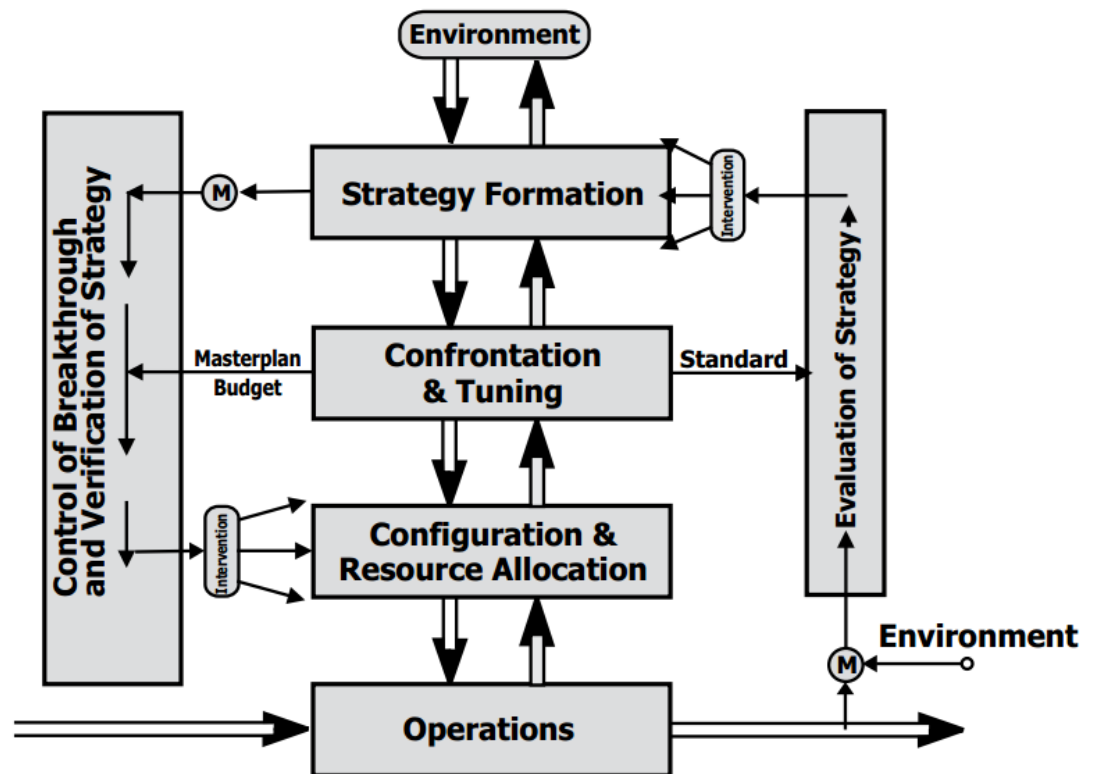 Environment
Strategy Formation
M
Intervention
Control of Breakthrough
and Verification of Strategy
Masterplan
Budget
Confrontation
& Tuning
Standard
Evaluation of Strategy
Intervention
Configuration &
Resource Allocation
Environment
M
Operations